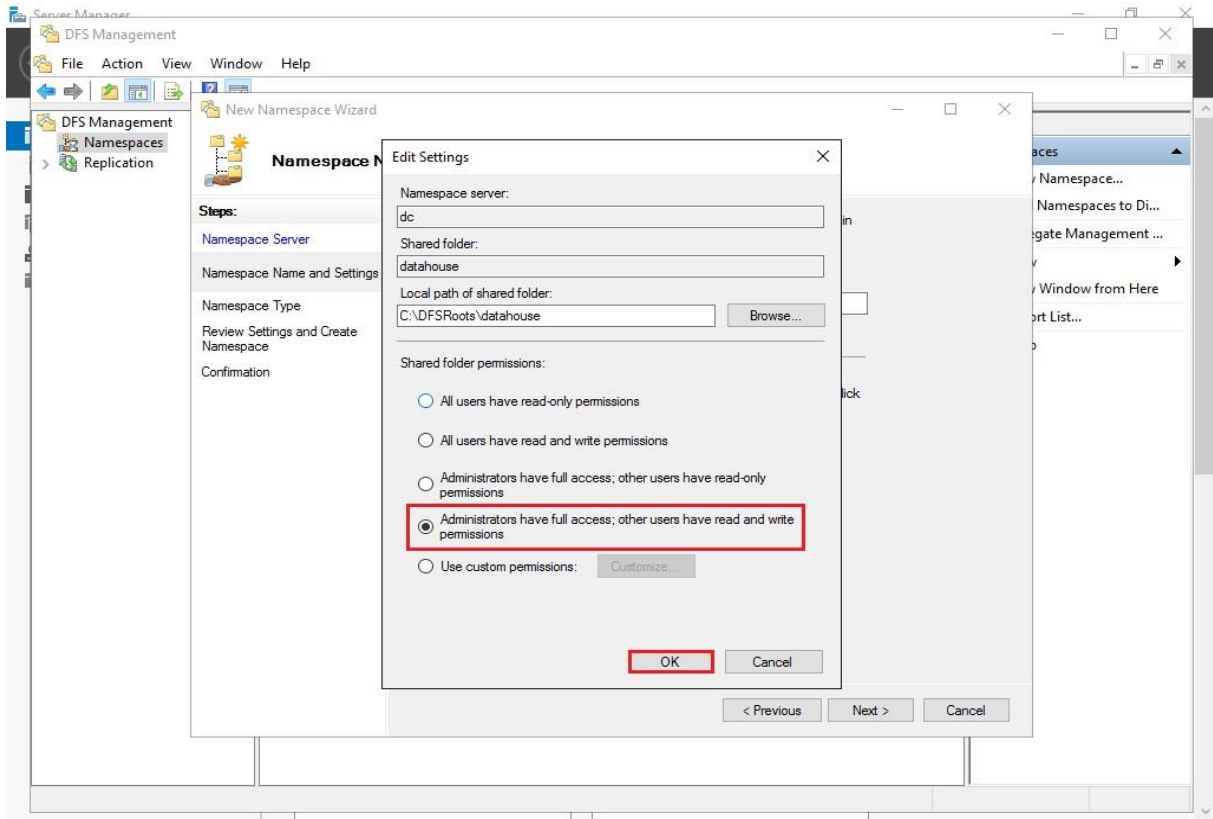 Server Manager
DFS Management
File Action View Window Help
DFS Management
Namespaces
Replication
New Namespace Wizard
Namespace N
Steps:
Namespace Server
Namespace Name and Settings
Namespace Type
Review Settings and Create
Namespace
Confirmation
Edit Settings
Namespace server:
dc
Shared folder:
datahouse
Local path of shared folder:
C:\DFSRoots\datahouse
Browse...
Shared folder permissions:
All users have read-only permissions
All users have read and write permissions
Administrators have full access; other users have read-only
permissions
Administrators have full access; other users have read and write
permissions
Use custom permissions:
Customize...
OK
Cancel
in
lick
< Previous
Next >
Cancel
aces
Namespace...
Namespaces to Di...
egate Management ...
Window from Here
ort List...